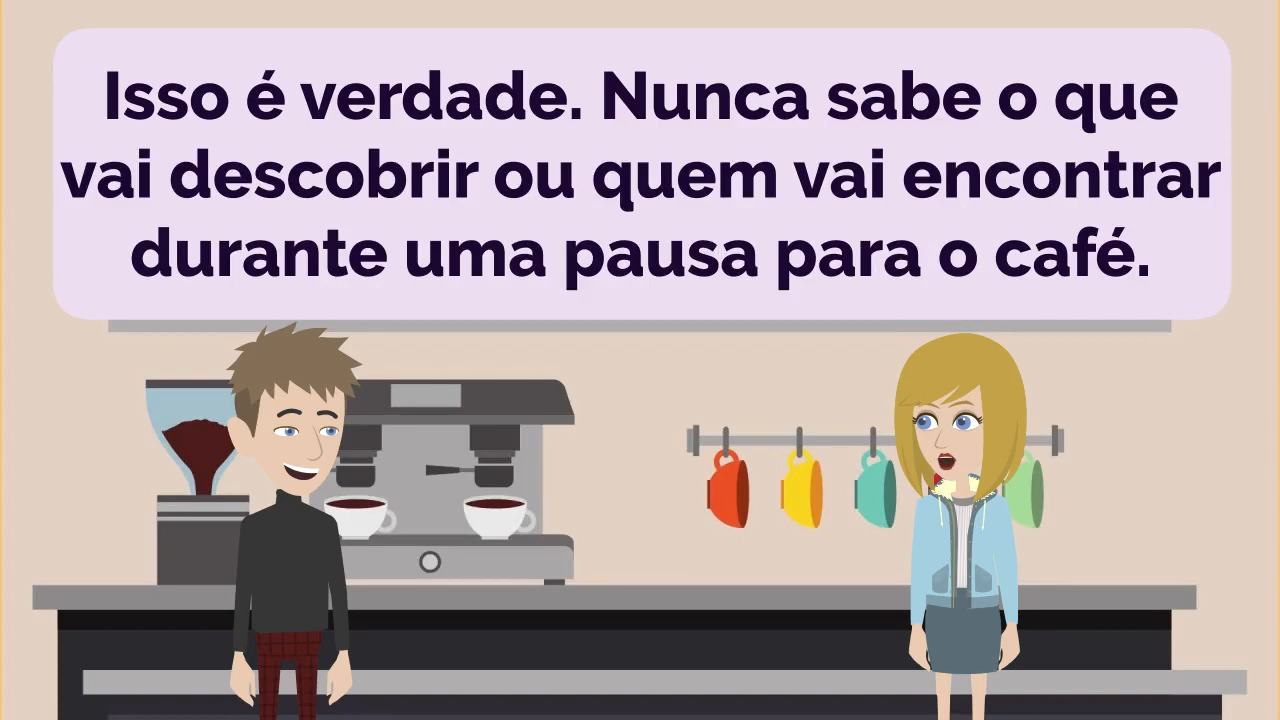 Isso é verdade. Nunca sabe o que
vai descobrir ou quem vai encontrar
durante uma pausa para o café.